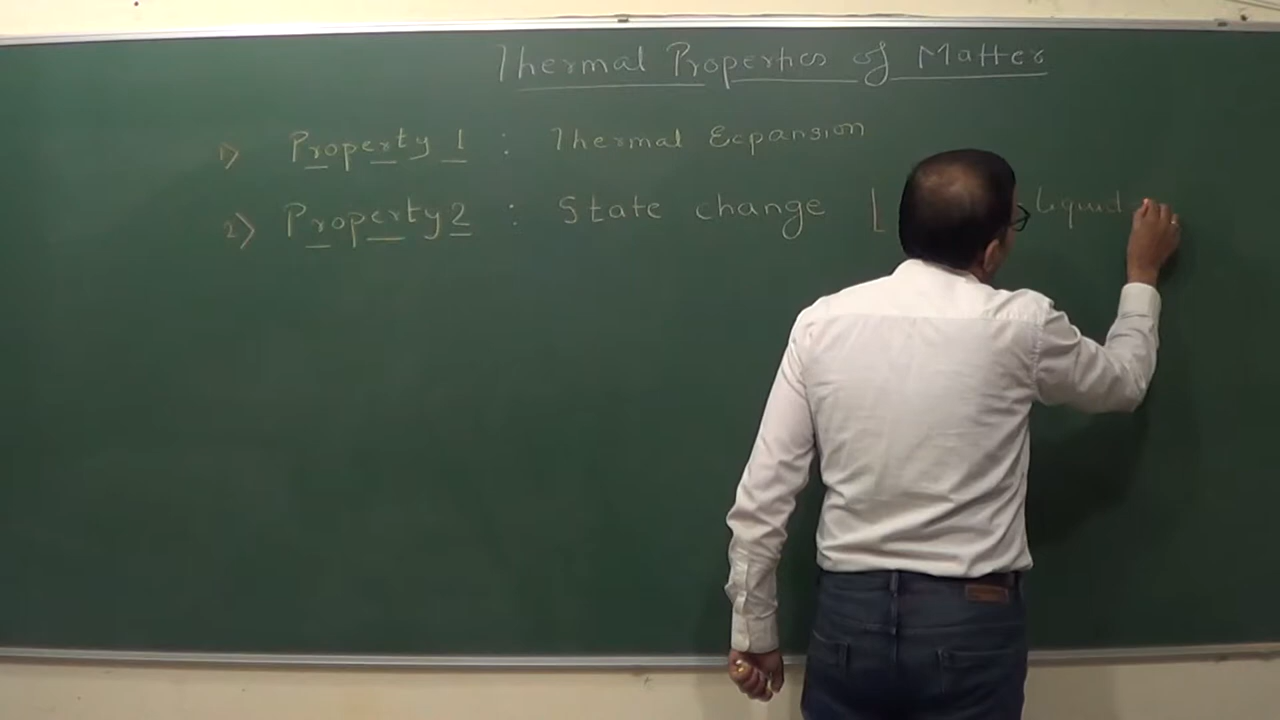 Thermal Properties of Matter
1) Property 1 : Thermal Expansion
2) Property 2 : State change [ Liquid